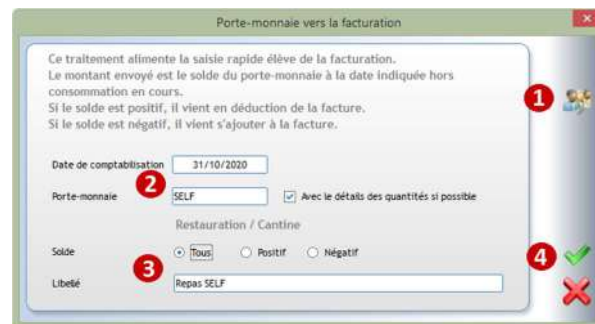 Porte-monnaie vers la facturation
Ce traitement alimente la saisie rapide élève de la facturation.
Le montant envoyé est le solde du porte-monnaie à la date indiquée hors
consommation en cours.
Si le solde est positif, il vient en déduction de la facture.
Si le solde est négatif, il vient s'ajouter à la facture.
1
Date de comptabilisation 31/10/2020
2
Porte-monnaie SELF Avec le détails des quantités si possible
Restauration / Cantine
Solde Tous Positif Négatif
4
3
Libellé Repas SELF